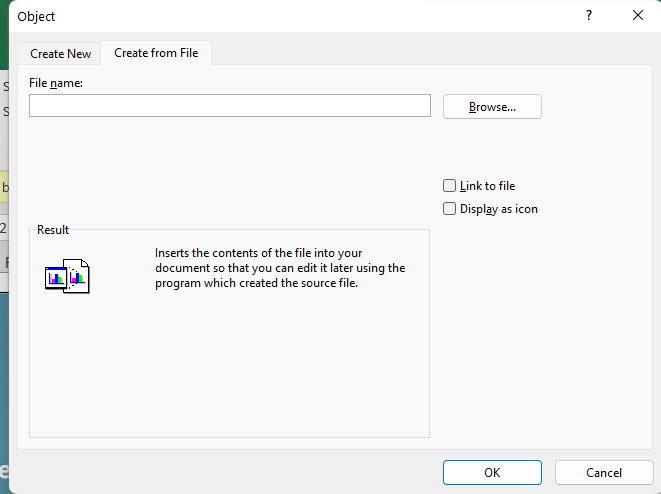 Object
?
Create New
Create from File
File name:
Browse...
Link to file
Display as icon
Result
Inserts the contents of the file into your
document so that you can edit it later using the
program which created the source file.
OK
Cancel
S
S
b
2
e